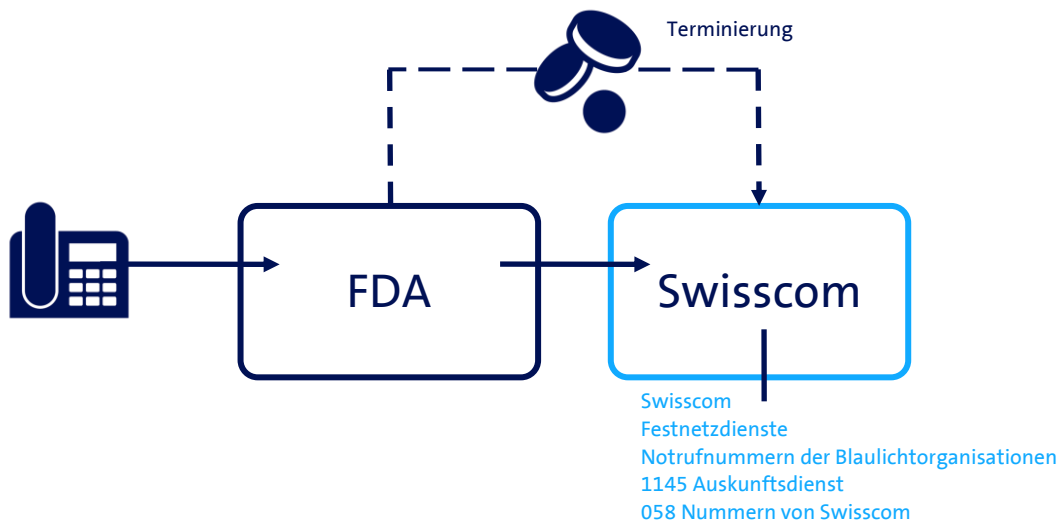 Terminierung
FDA
Swisscom
Swisscom
Festnetzdienste
Notrufnummern der Blaulichtorganisationen
1145 Auskunftsdienst
058 Nummern von Swisscom